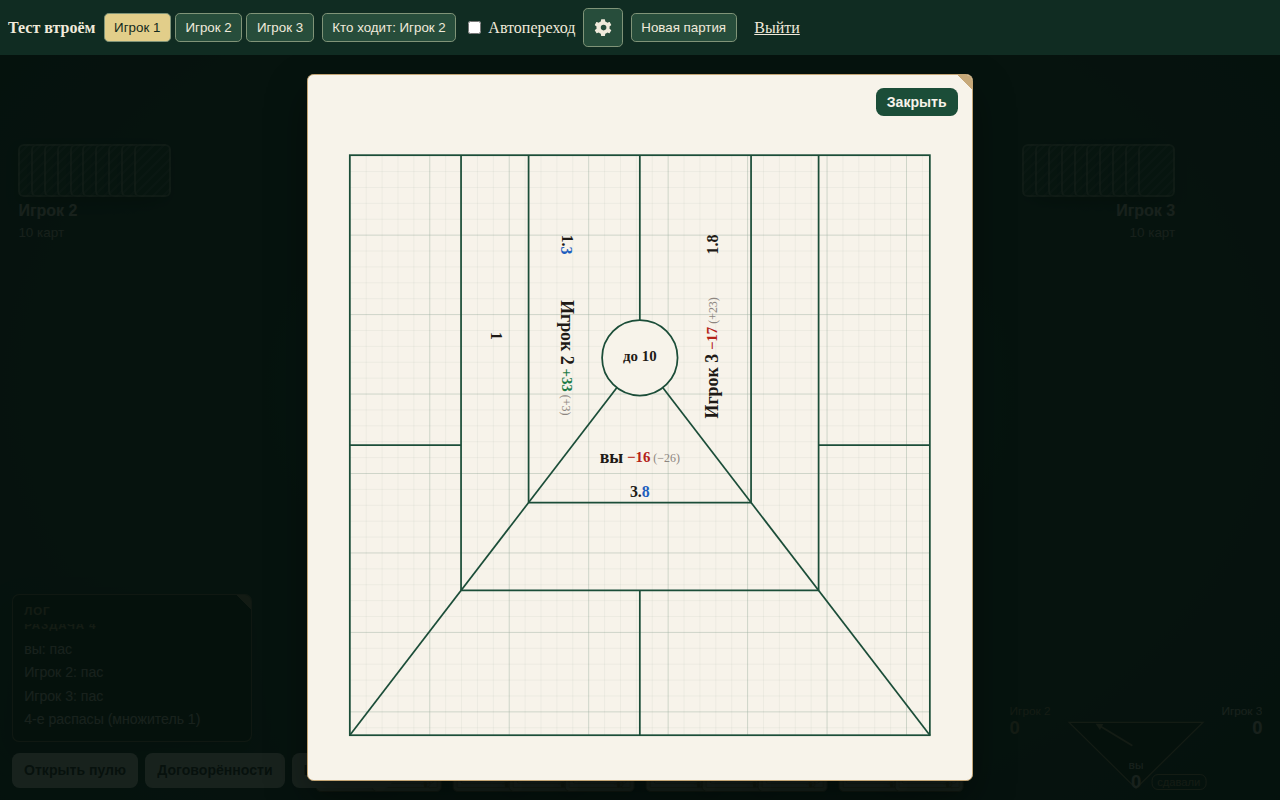 Тест втроём Игрок 1 Игрок 2 Игрок 3 Кто ходит: Игрок 2 Автопереход Новая партия Выйти
Закрыть
Игрок 2
10 карт
Игрок 3
10 карт
1.3
1.8
1
Игрок 2 +33 (+3)
до 10
Игрок 3 −17 (+23)
вы −16 (−26)
3.8
ЛОГ
РАЗДАЧА 4
вы: пас
Игрок 2: пас
Игрок 3: пас
4-е распасы (множитель 1)
Открыть пулю Договорённости
Игрок 2
0
Игрок 3
0
вы
0 сдавала